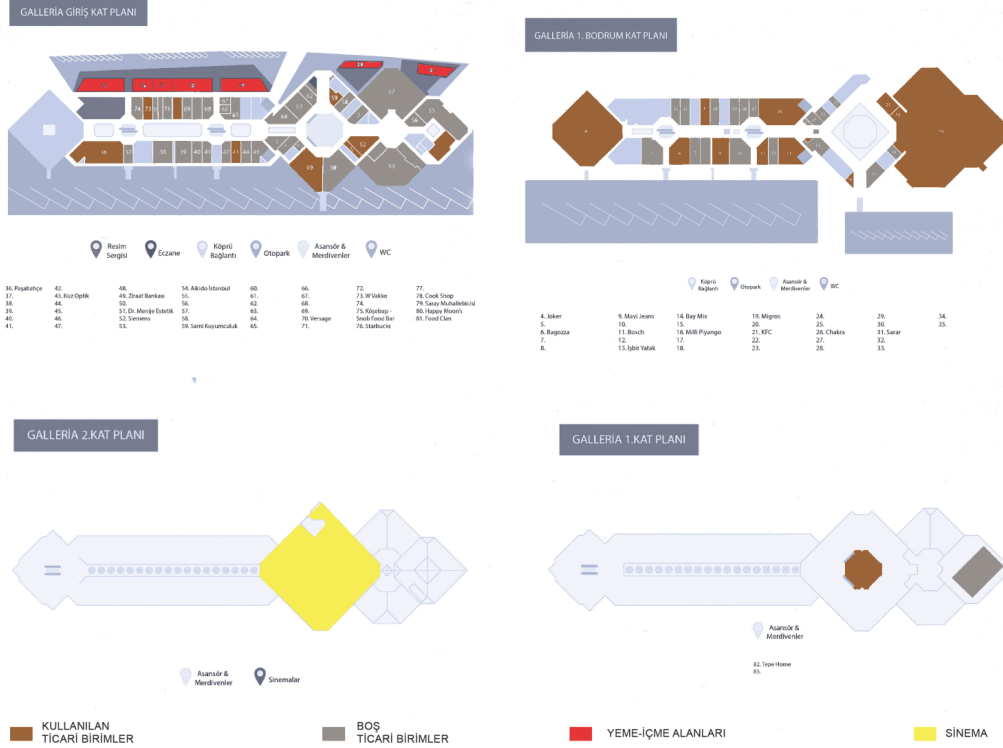 GALLERİA GİRİŞ KAT PLANI
Resim Sergisi
Eczane
Köprü Bağlantı
Otopark
Asansör & Merdivenler
WC
36. Paşabahçe
37.
38.
39.
40.
41.
42.
43. Kuz Optik
44.
45.
46.
47.
48.
49. Ziraat Bankası
50.
51. Dr. Menije Estetik
52. Siemens
53.
54. Aikido İstanbul
55.
56.
57.
58.
59. Sami Kuyumculuk
60.
61.
62.
63.
64.
65.
66.
67.
68.
69.
70. Versage
71.
72.
73. W Vakko
74.
75. Köşebaşı -
Snob Food Bar
76. Starbucks
77.
78. Cook Shop
79. Saray Muhallebicisi
80. Happy Moon's
81. Food Clan
GALLERİA 1. BODRUM KAT PLANI
Köprü Bağlantı
Otopark
Asansör & Merdivenler
WC
4. Joker
5.
6. Bagozza
7.
8.
9. Mavi Jeans
10.
11. Bosch
12.
13. İşbir Yatak
14. Bay Mix
15.
16. Milli Piyango
17.
18.
19. Migros
20.
21. KFC
22.
23.
24.
25.
26. Chakra
27.
28.
29.
30.
31. Sarar
32.
33.
34.
35.
GALLERİA 2.KAT PLANI
Asansör & Merdivenler
Sinemalar
GALLERİA 1.KAT PLANI
Asansör & Merdivenler
82. Tepe Home
83.
KULLANILAN
TİCARİ BİRİMLER
BOŞ
TİCARİ BİRİMLER
YEME-İÇME ALANLARI
SİNEMA